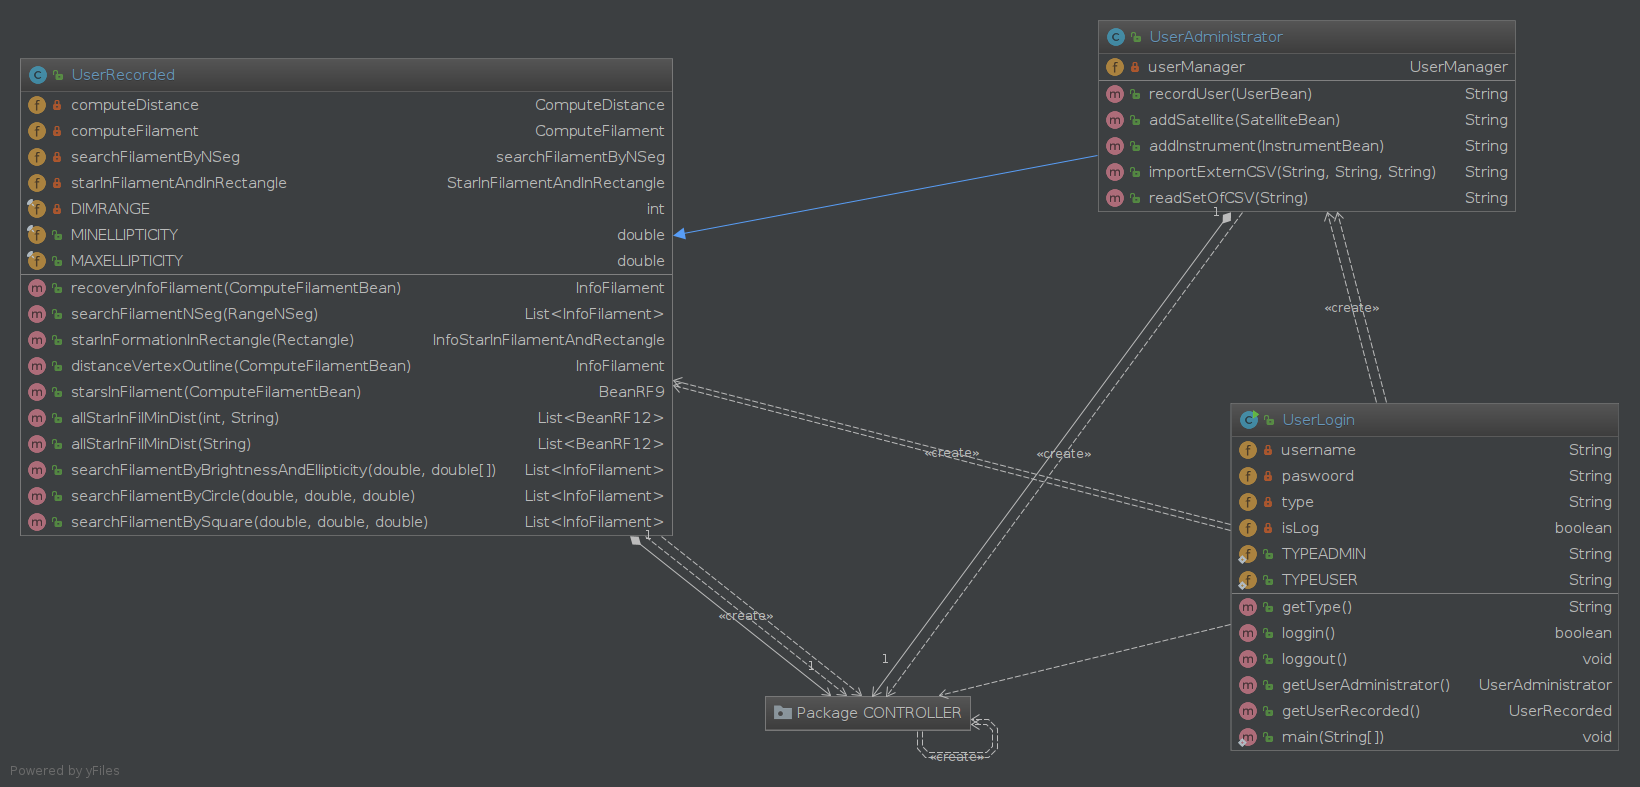 UserRecorded
computeDistance ComputeDistance
computeFilament ComputeFilament
searchFilamentByNSeg searchFilamentByNSeg
starInFilamentAndInRectangle StarInFilamentAndInRectangle
DIMRANGE int
MINELLIPTICITY double
MAXELLIPTICITY double
recoveryInfoFilament(ComputeFilamentBean) InfoFilament
searchFilamentNSeg(RangeNSeg) List<InfoFilament>
starInFormationInRectangle(Rectangle) InfoStarInFilamentAndRectangle
distanceVertexOutline(ComputeFilamentBean) InfoFilament
starsInFilament(ComputeFilamentBean) BeanRF9
allStarInFilMinDist(int, String) List<BeanRF12>
allStarInFilMinDist(String) List<BeanRF12>
searchFilamentByBrightnessAndEllipticity(double, double[]) List<InfoFilament>
searchFilamentByCircle(double, double, double) List<InfoFilament>
searchFilamentBySquare(double, double, double) List<InfoFilament>
UserAdministrator
userManager UserManager
recordUser(UserBean) String
addSatellite(SatelliteBean) String
addInstrument(InstrumentBean) String
importExternCSV(String, String, String) String
readSetOfCSV(String) String
1
«create»
«create»
«create»
UserLogin
username String
paswoord String
type String
isLog boolean
TYPEADMIN String
TYPEUSER String
getType() String
loggin() boolean
loggout() void
getUserAdministrator() UserAdministrator
getUserRecorded() UserRecorded
main(String[]) void
1
«create»
1
1
Package CONTROLLER
«create»
Powered by yFiles